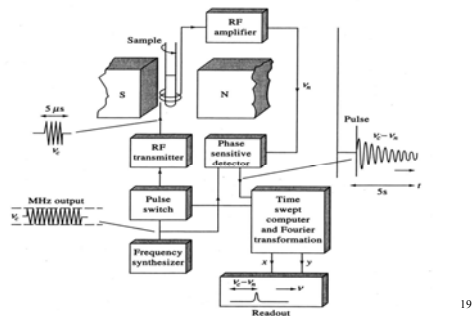 RF
amplifier
Sample
S
N
5 μs
νc
νn
Pulse
νc − νn
RF
transmitter
Phase
sensitive
detector
5s
t
MHz output
νc
Pulse
switch
Time
swept
computer
and Fourier
transformation
Frequency
synthesizer
x
y
νc−νn
ν
Readout
19